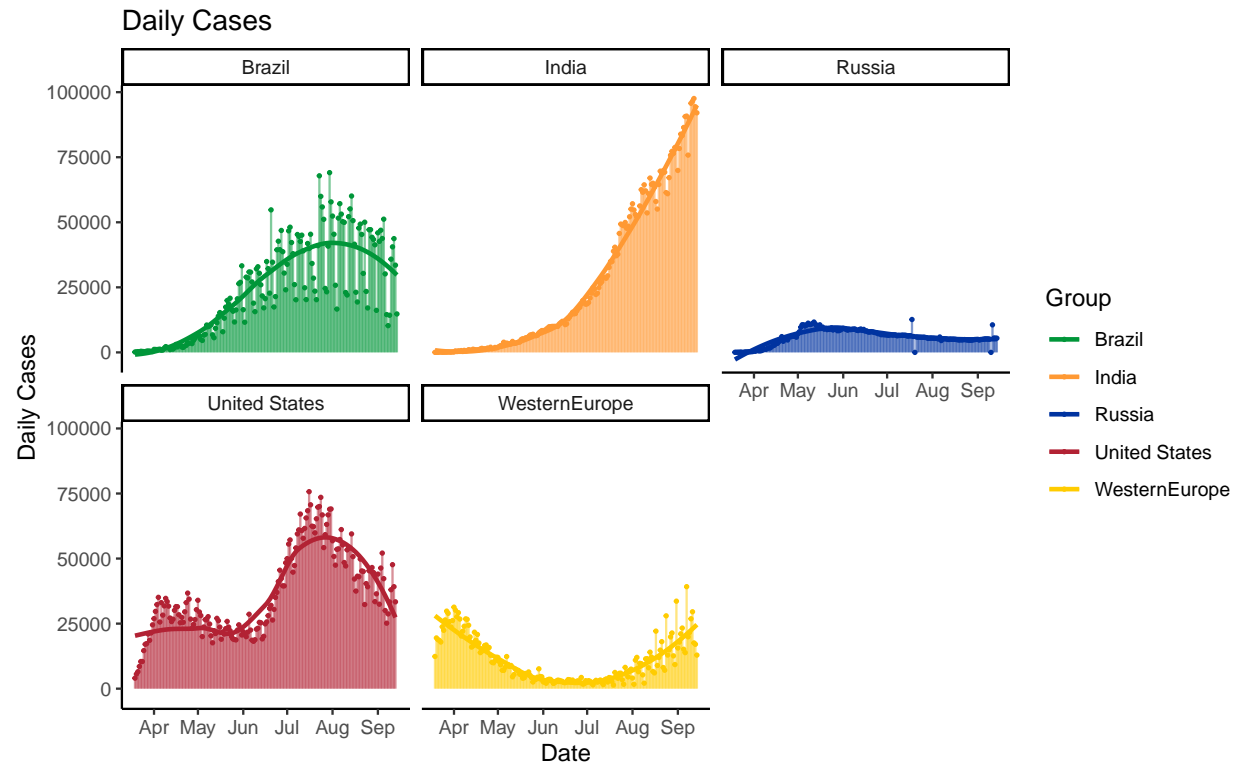 Daily Cases
Brazil
India
Russia
100000
75000
50000
25000
0
Apr May Jun Jul Aug Sep
United States
WesternEurope
100000
75000
50000
25000
0
Apr May Jun Jul Aug Sep
Apr May Jun Jul Aug Sep
Date
Daily Cases
Group
Brazil
India
Russia
United States
WesternEurope